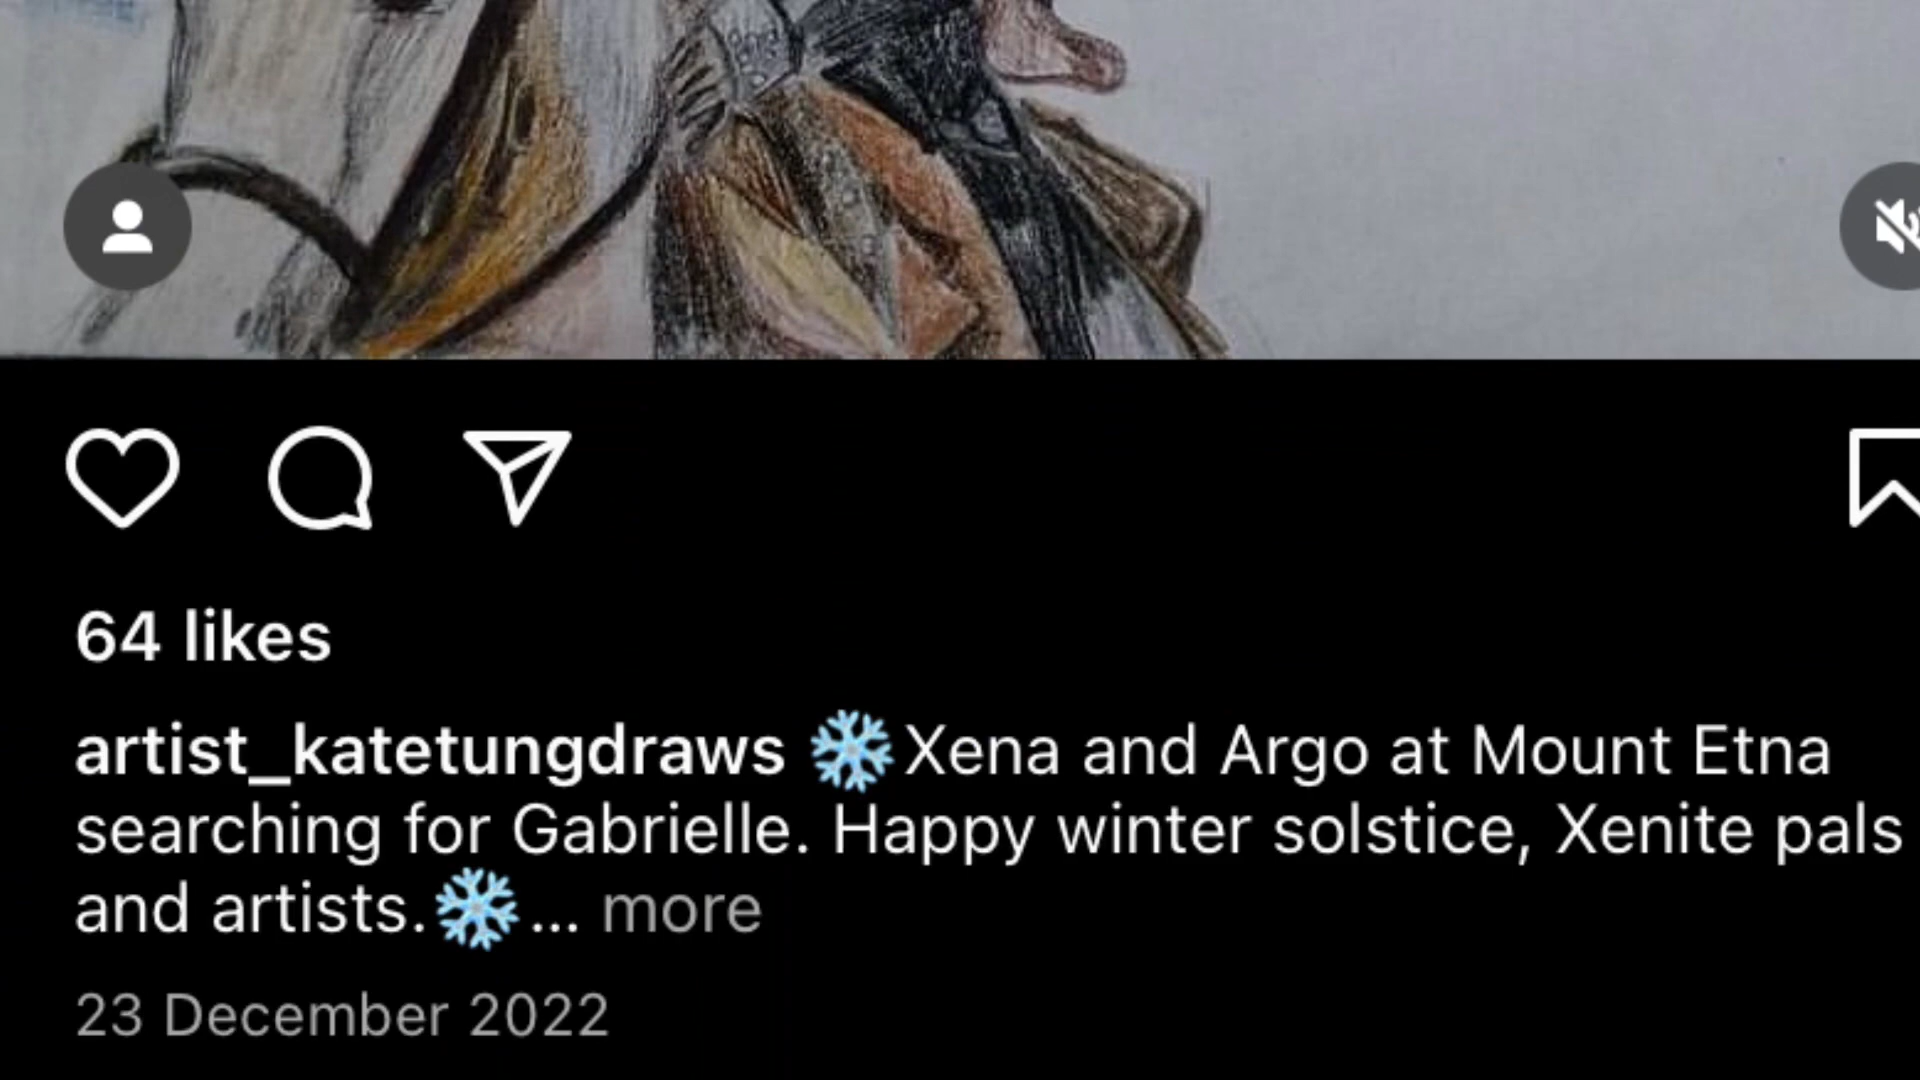 64 likes
artist_katetungdraws ❄️Xena and Argo at Mount Etna
searching for Gabrielle. Happy winter solstice, Xenite pals
and artists.❄️... more
23 December 2022